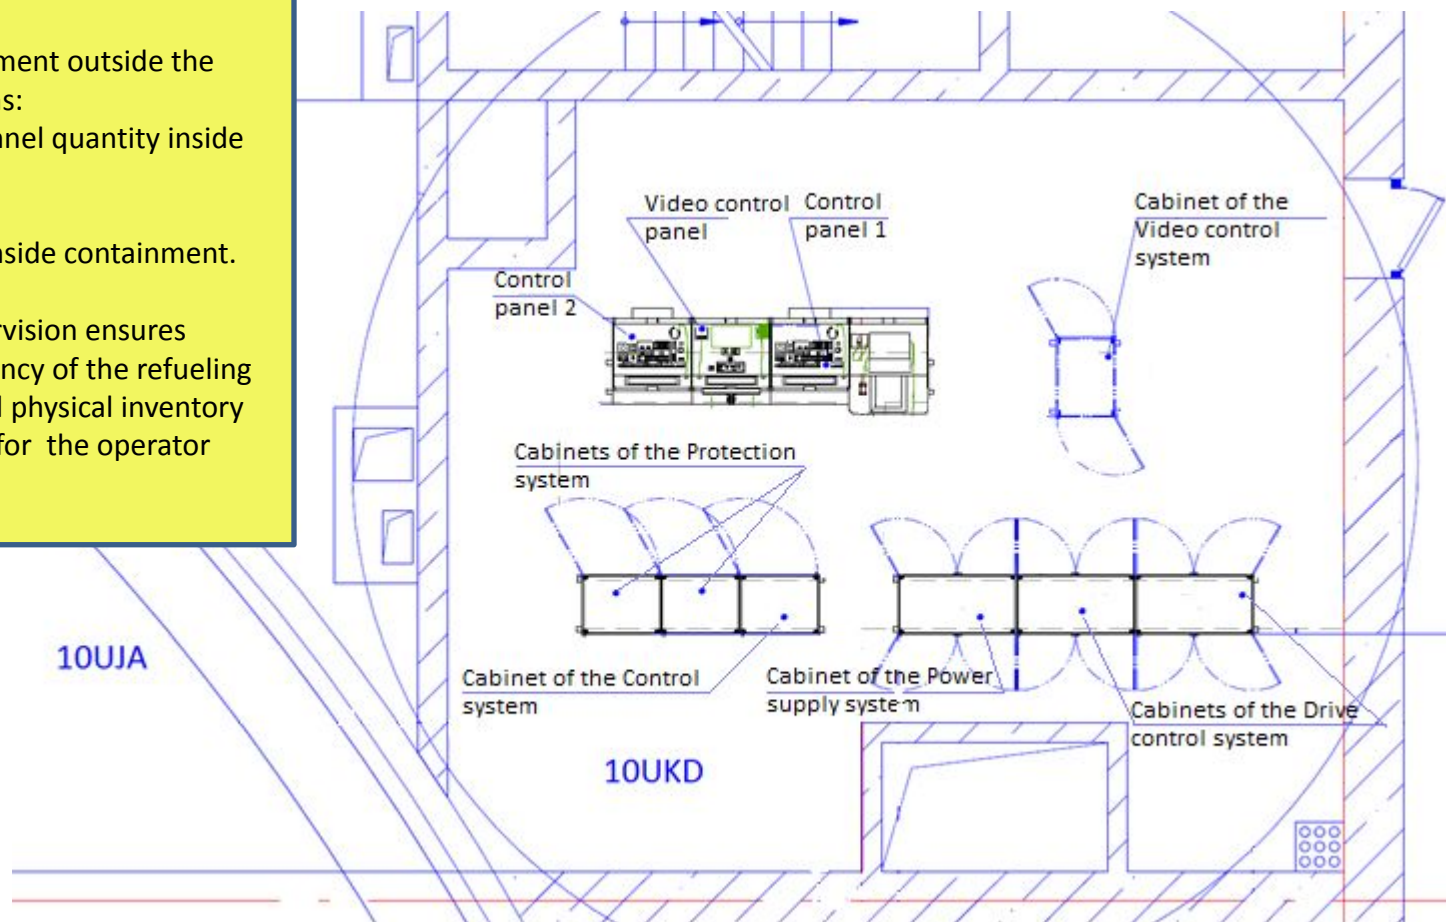 ment outside the
s:
nel quantity inside
side containment.
rvision ensures
ncy of the refueling
physical inventory
for the operator
Video control
panel
Control
panel 1
Cabinet of the
Video control
system
Control
panel 2
Cabinets of the Protection
system
10UJA
Cabinet of the Control
system
Cabinet of the Power
supply system
Cabinets of the Drive
control system
10UKD